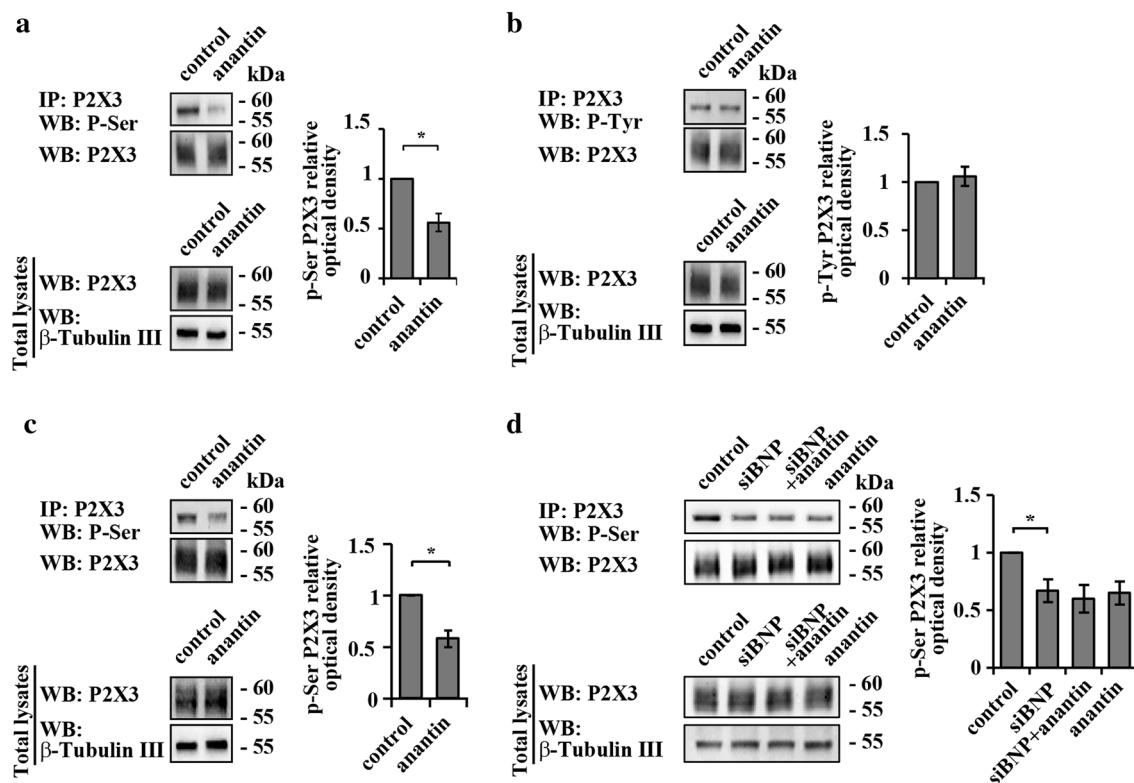 a
control
anantin
kDa
IP: P2X3
WB: P-Ser
- 60
- 55
WB: P2X3
- 60
- 55
control
anantin
Total lysates
WB: P2X3
- 60
- 55
WB:
β-Tubulin III
- 55
p-Ser P2X3 relative
optical density
1.5
1
0.5
0
*
control
anantin
b
control
anantin
kDa
IP: P2X3
WB: P-Tyr
- 60
- 55
WB: P2X3
- 60
- 55
control
anantin
Total lysates
WB: P2X3
- 60
- 55
WB:
β-Tubulin III
- 55
p-Tyr P2X3 relative
optical density
1.5
1
0.5
0
control
anantin
c
control
anantin
kDa
IP: P2X3
WB: P-Ser
- 60
- 55
WB: P2X3
- 60
- 55
control
anantin
Total lysates
WB: P2X3
- 60
- 55
WB:
β-Tubulin III
- 55
p-Ser P2X3 relative
optical density
1.5
1
0.5
0
*
control
anantin
d
control
siBNP
siBNP
+anantin
anantin
kDa
IP: P2X3
WB: P-Ser
- 60
- 55
WB: P2X3
- 60
- 55
control
siBNP
siBNP
+anantin
anantin
Total lysates
WB: P2X3
- 60
- 55
WB:
β-Tubulin III
- 55
p-Ser P2X3 relative
optical density
1.5
1
0.5
0
*
control
siBNP
siBNP+anantin
anantin